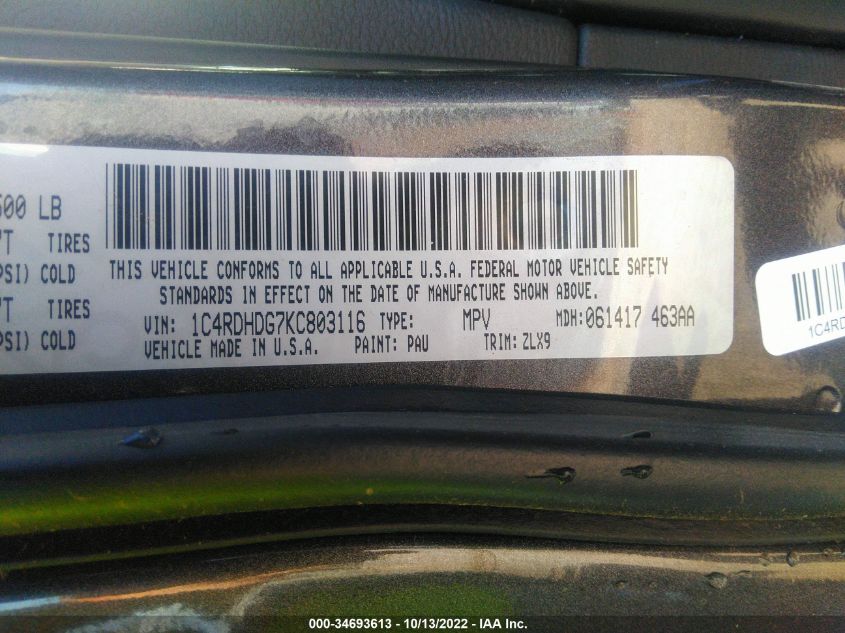 500 LB
TIRES
PSI) COLD
TIRES
PSI) COLD
THIS VEHICLE CONFORMS TO ALL APPLICABLE U.S.A. FEDERAL MOTOR VEHICLE SAFETY
STANDARDS IN EFFECT ON THE DATE OF MANUFACTURE SHOWN ABOVE.
VIN: 1C4RDHDG7KC803116 TYPE: MPV MDH: 061417 463AA
VEHICLE MADE IN U.S.A. PAINT: PAU TRIM: ZLX9
1C4RD
000-34693613 - 10/13/2022 - IAA Inc.